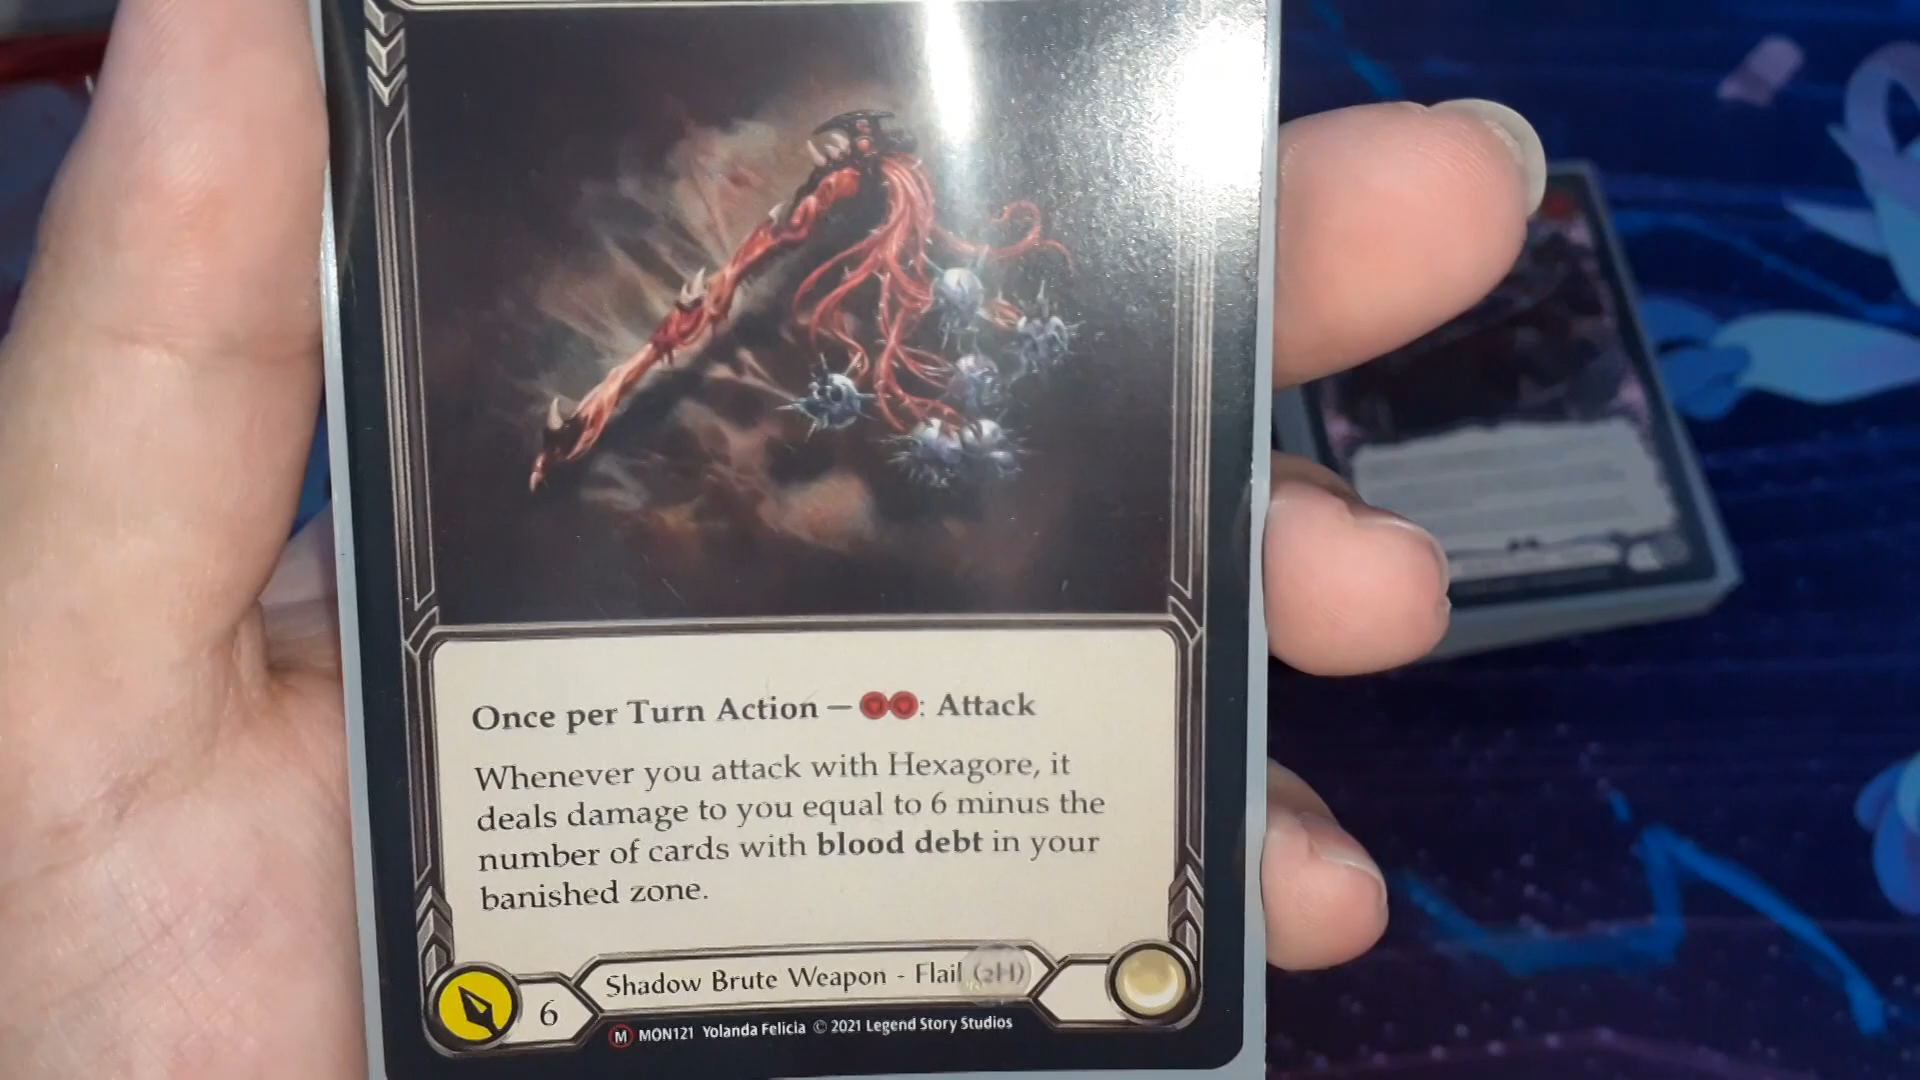 Once per Turn Action — : Attack
Whenever you attack with Hexagore, it
deals damage to you equal to 6 minus the
number of cards with blood debt in your
banished zone.
6
Shadow Brute Weapon - Flail (2H)
M MON121 Yolanda Felicia © 2021 Legend Story Studios